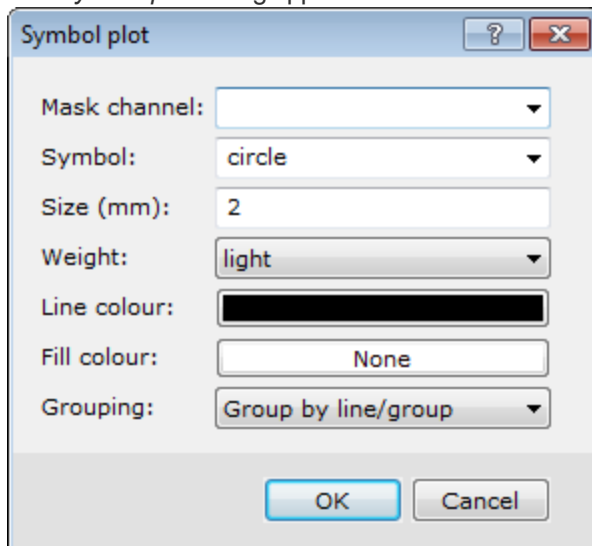 Symbol plot ?
Mask channel:
Symbol: circle
Size (mm): 2
Weight: light
Line colour:
Fill colour: None
Grouping: Group by line/group
OK Cancel